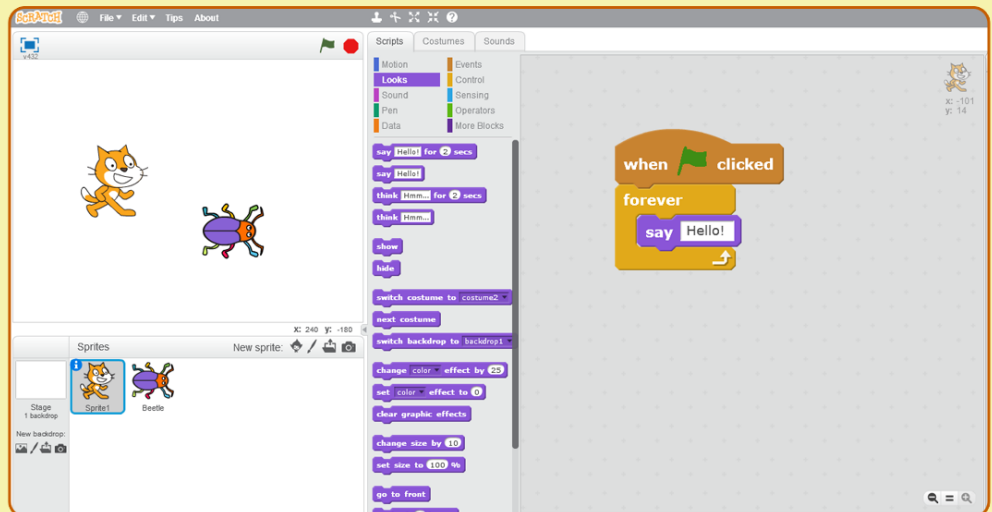 SCRATCH File Edit Tips About
v432
x: 240 y: -180
Sprites New sprite:
Sprite1 Beetle
Stage
1 backdrop
New backdrop:
Scripts Costumes Sounds
Motion Events
Looks Control
Sound Sensing
Pen Operators
Data More Blocks
say Hello! for 2 secs
say Hello!
think Hmm... for 2 secs
think Hmm...
show
hide
switch costume to costume2
next costume
switch backdrop to backdrop1
change color effect by 25
set color effect to 0
clear graphic effects
change size by 10
set size to 100 %
go to front
x: -101
y: 14
when clicked
forever
say Hello!